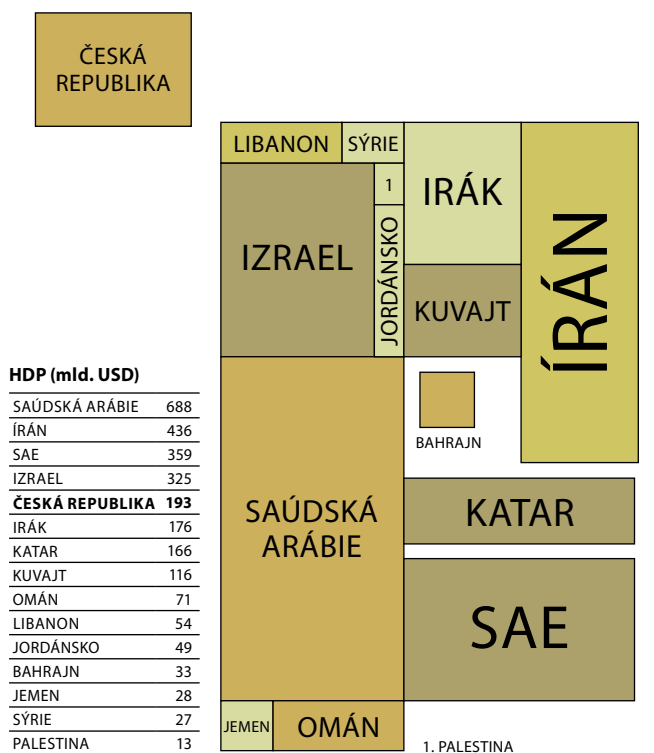 ČESKÁ
REPUBLIKA
LIBANON
SÝRIE
1
IRÁK
ÍRÁN
IZRAEL
JORDÁNSKO
KUVAJT
BAHRAJN
SAÚDSKÁ
ARÁBIE
KATAR
SAE
JEMEN
OMÁN
1. PALESTINA
HDP (mld. USD)
SAÚDSKÁ ARÁBIE 688
ÍRÁN 436
SAE 359
IZRAEL 325
ČESKÁ REPUBLIKA 193
IRÁK 176
KATAR 166
KUVAJT 116
OMÁN 71
LIBANON 54
JORDÁNSKO 49
BAHRAJN 33
JEMEN 28
SÝRIE 27
PALESTINA 13